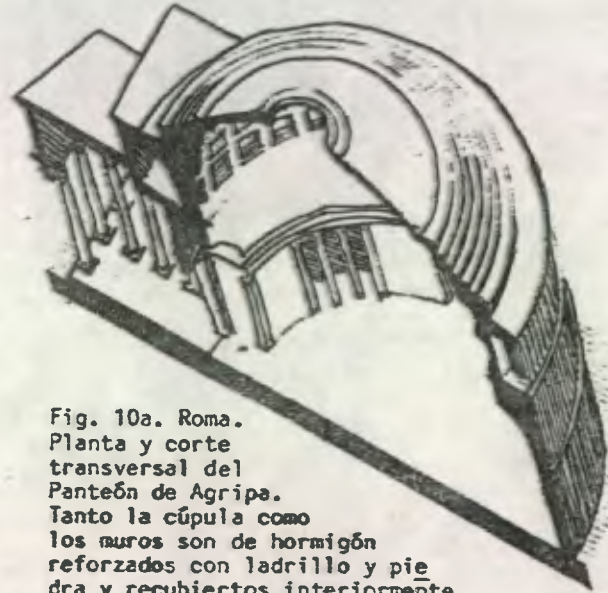 Fig. 10a. Roma.
Planta y corte
transversal del
Panteón de Agripa.
Tanto la cúpula como
los muros son de hormigón
reforzados con ladrillo y pie
dra y recubiertos interiormente